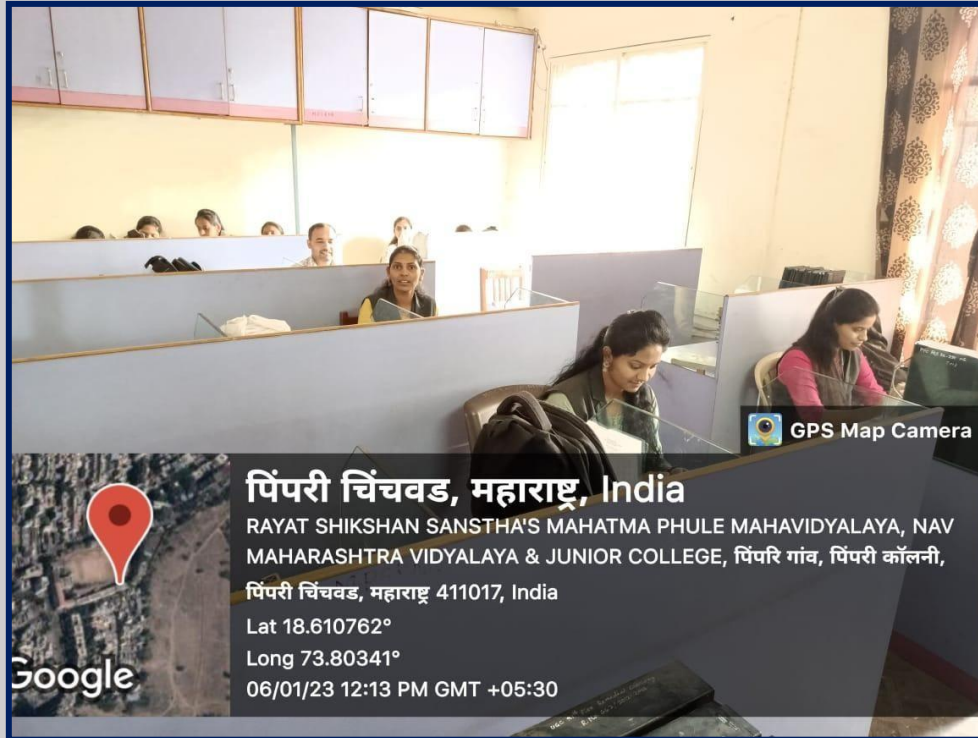 GPS Map Camera
पिंपरी चिंचवड, महाराष्ट्र, India
RAYAT SHIKSHAN SANSTHA'S MAHATMA PHULE MAHAVIDYALAYA, NAV
MAHARASHTRA VIDYALAYA & JUNIOR COLLEGE, पिंपरि गांव, पिंपरी कॉलनी,
पिंपरी चिंचवड, महाराष्ट्र 411017, India
Lat 18.610762°
Long 73.80341°
06/01/23 12:13 PM GMT +05:30
Google